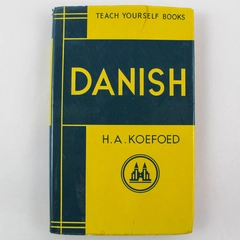 TEACH YOURSELF BOOKS
DANISH
H.A. KOEFOED